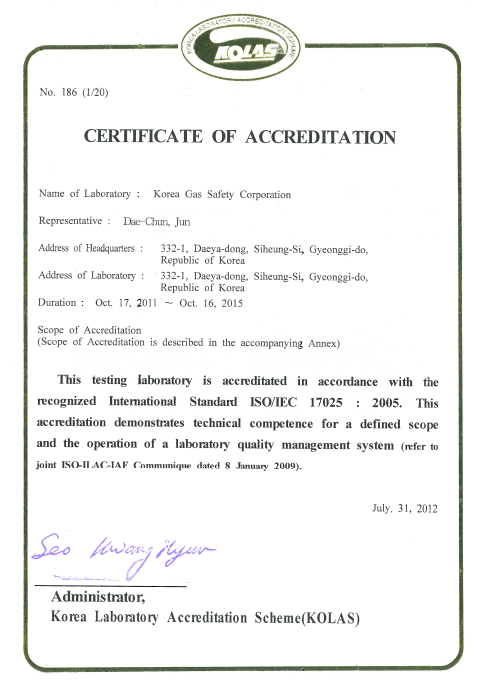 KOREA LABORATORY ACCREDITATION SCHEME
KOLAS
No. 186 (1/20)
CERTIFICATE OF ACCREDITATION
Name of Laboratory : Korea Gas Safety Corporation
Representative : Dae-Chun, Jun
Address of Headquarters : 332-1, Daeya-dong, Siheung-Si, Gyeonggi-do,
Republic of Korea
Address of Laboratory : 332-1, Daeya-dong, Siheung-Si, Gyeonggi-do,
Republic of Korea
Duration : Oct. 17, 2011 ~ Oct. 16, 2015
Scope of Accreditation
(Scope of Accreditation is described in the accompanying Annex)
This testing laboratory is accredited in accordance with the
recognized International Standard ISO/IEC 17025 : 2005. This
accreditation demonstrates technical competence for a defined scope
and the operation of a laboratory quality management system (refer to
joint ISO-ILAC-IAF Communique dated 8 January 2009).
July. 31, 2012
Seo Kwang Hyun
Administrator,
Korea Laboratory Accreditation Scheme(KOLAS)